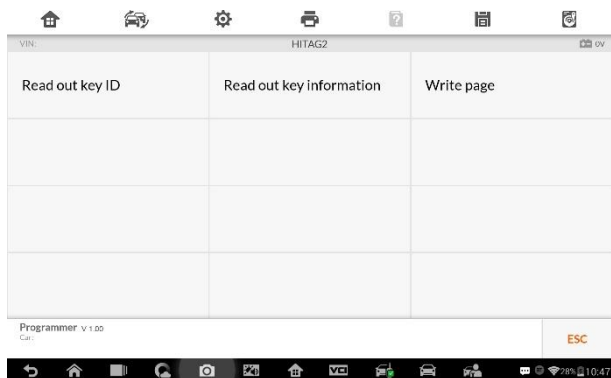 VIN: HITAG2 0V
Read out key ID Read out key information Write page
Programmer V 1.00
Car:
ESC
VCI 28% 10:47